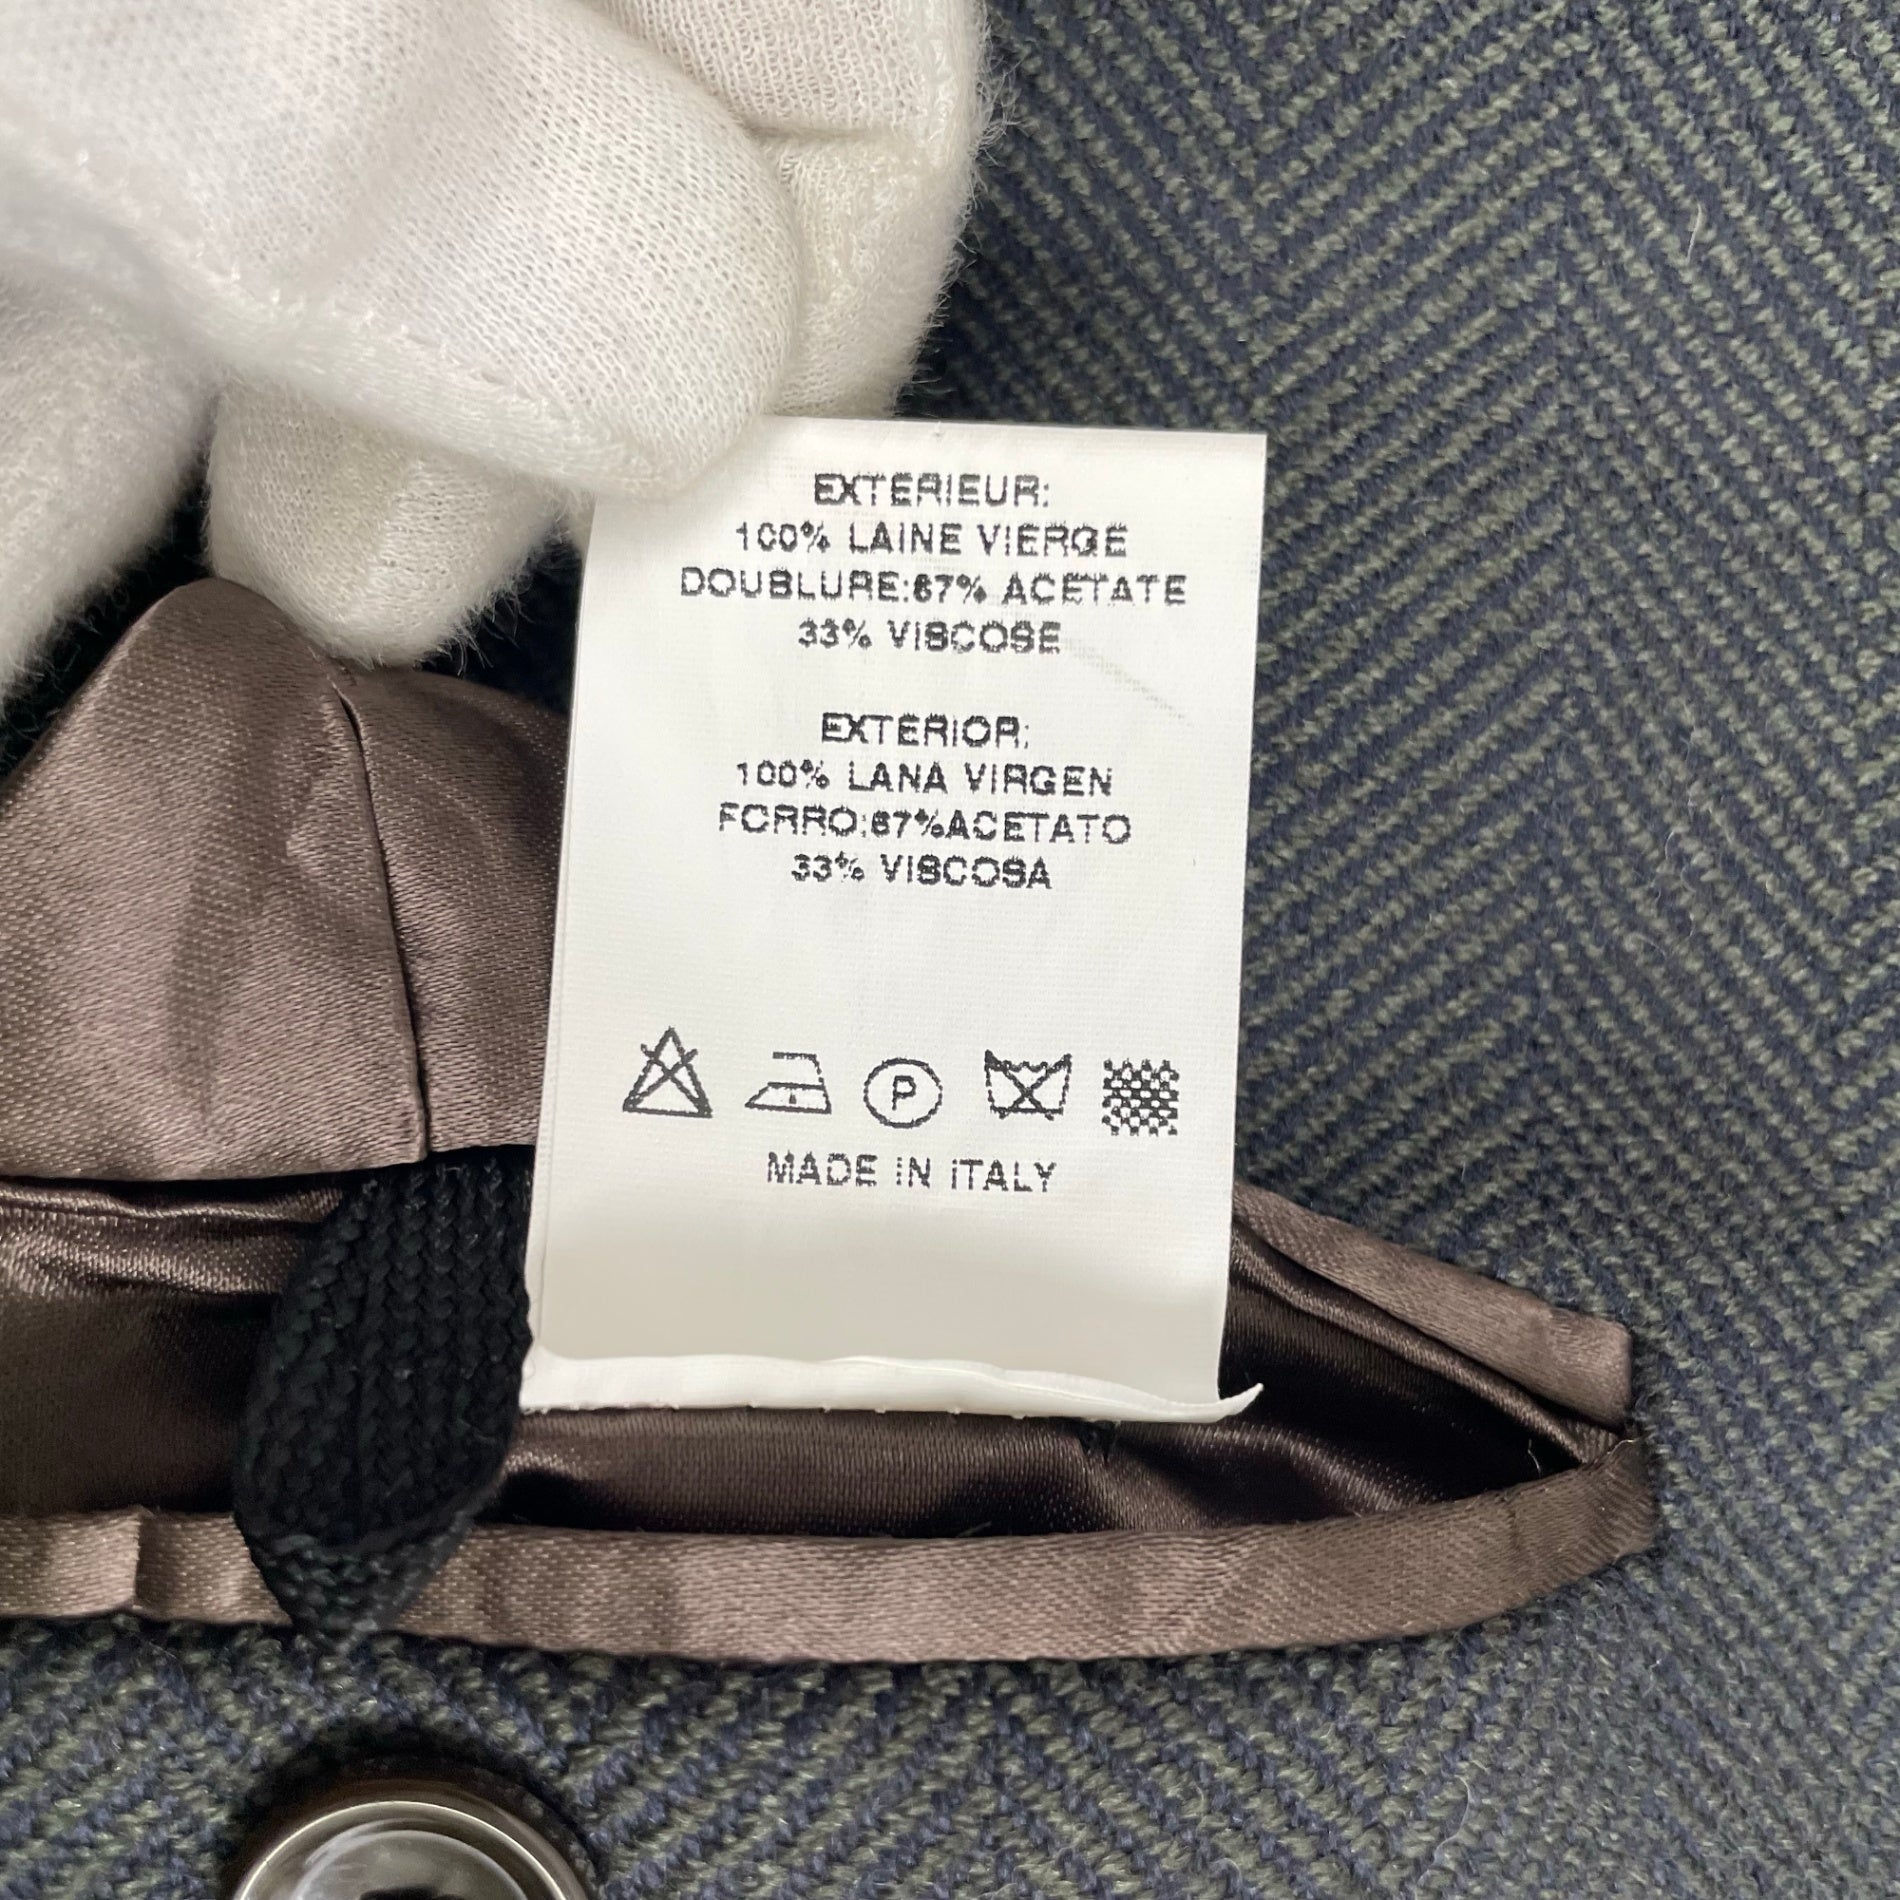 EXTERIEUR:
100% LAINE VIERGE
DOUBLURE:67% ACETATE
33% VISCOSE
EXTERIOR:
100% LANA VIRGEN
FORRO:67%ACETATO
33% VISCOSA
P
MADE IN ITALY